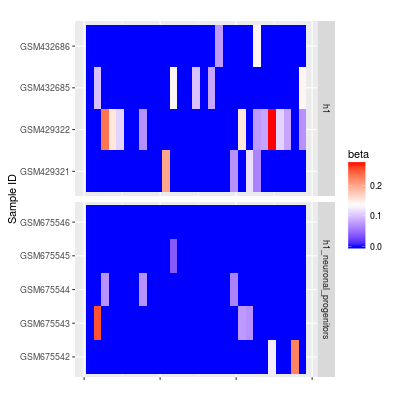 GSM432686
GSM432685
GSM429322
GSM429321
h1
GSM675546
GSM675545
GSM675544
GSM675543
GSM675542
h1_neuronal_progenitors
Sample ID
beta
0.2
0.1
0.0